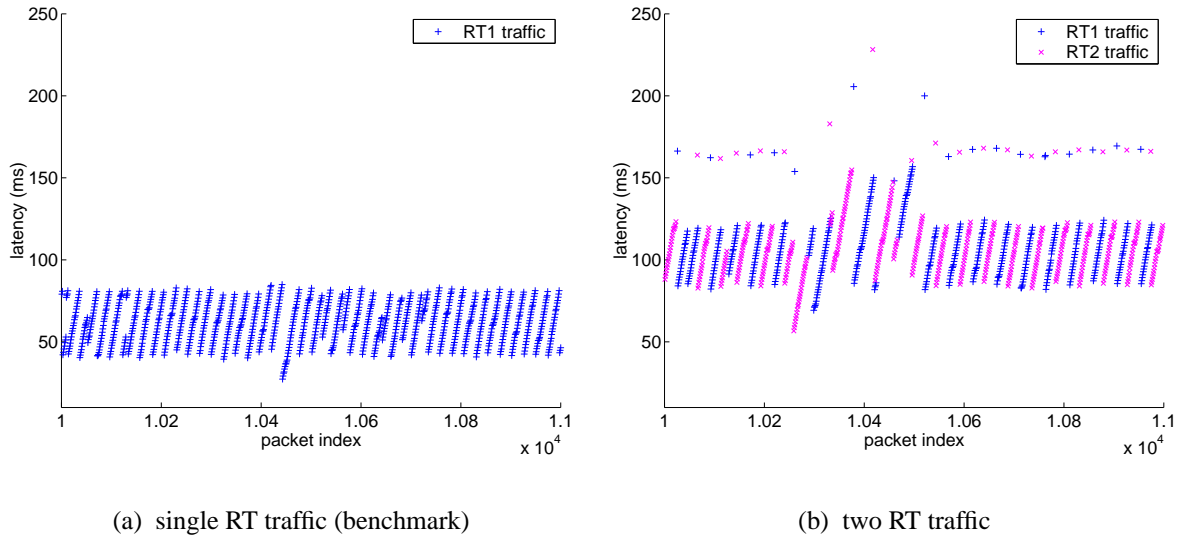 250
200
150
100
50
latency (ms)
1
1.02
1.04
1.06
1.08
1.1
packet index
x 10^4
+ RT1 traffic
(a) single RT traffic (benchmark)
250
200
150
100
50
latency (ms)
1
1.02
1.04
1.06
1.08
1.1
packet index
x 10^4
+ RT1 traffic
× RT2 traffic
(b) two RT traffic